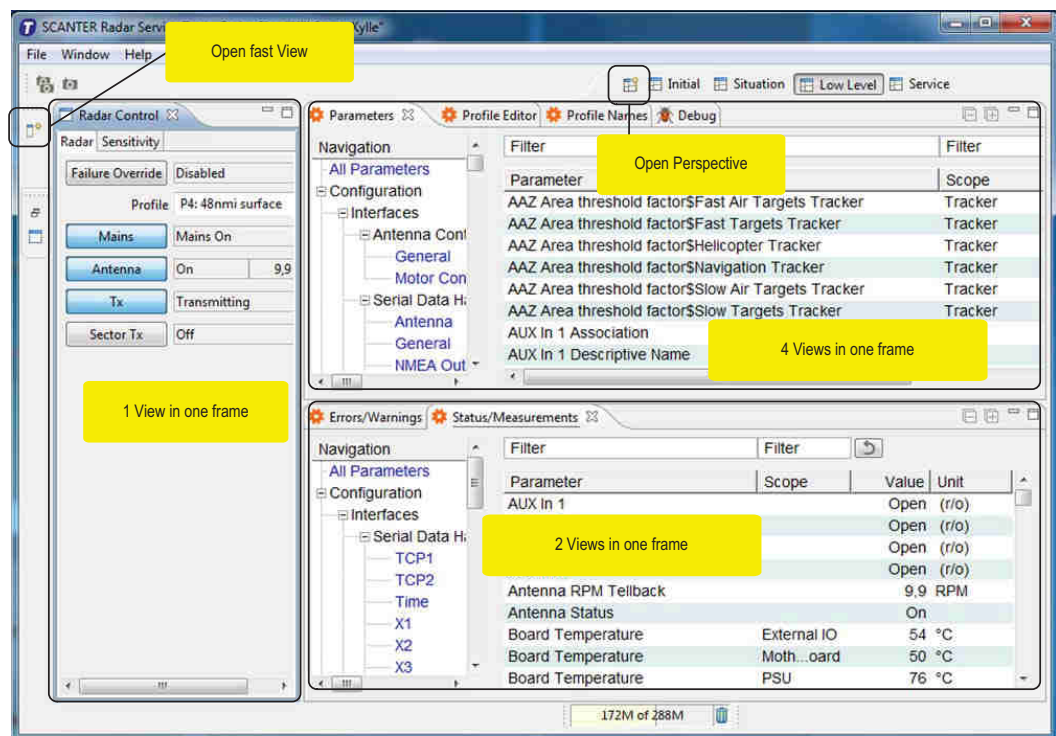 SCANTER Radar Servi
Kylle"
File Window Help
Open fast View
Initial Situation Low Level Service
Radar Control
Radar Sensitivity
Failure Override Disabled
Profile P4: 48nmi surface
Mains Mains On
Antenna On 9,9
Tx Transmitting
Sector Tx Off
1 View in one frame
Parameters Profile Editor Profile Names Debug
Open Perspective
Navigation
All Parameters
Configuration
Interfaces
Antenna Cont
General
Motor Con
Serial Data Ha
Antenna
General
NMEA Out
Filter Filter
Parameter Scope
AAZ Area threshold factor$Fast Air Targets Tracker Tracker
AAZ Area threshold factor$Fast Targets Tracker Tracker
AAZ Area threshold factor$Helicopter Tracker Tracker
AAZ Area threshold factor$Navigation Tracker Tracker
AAZ Area threshold factor$Slow Air Targets Tracker Tracker
AAZ Area threshold factor$Slow Targets Tracker Tracker
AUX In 1 Association
AUX In 1 Descriptive Name
4 Views in one frame
Errors/Warnings Status/Measurements
Navigation
All Parameters
Configuration
Interfaces
Serial Data Ha
TCP1
TCP2
Time
X1
X2
X3
Filter Filter
Parameter Scope Value Unit
AUX In 1 Open (r/o)
Open (r/o)
Open (r/o)
Open (r/o)
2 Views in one frame
Antenna RPM Tellback 9,9 RPM
Antenna Status On
Board Temperature External IO 54 °C
Board Temperature Moth...oard 50 °C
Board Temperature PSU 76 °C
172M of 288M